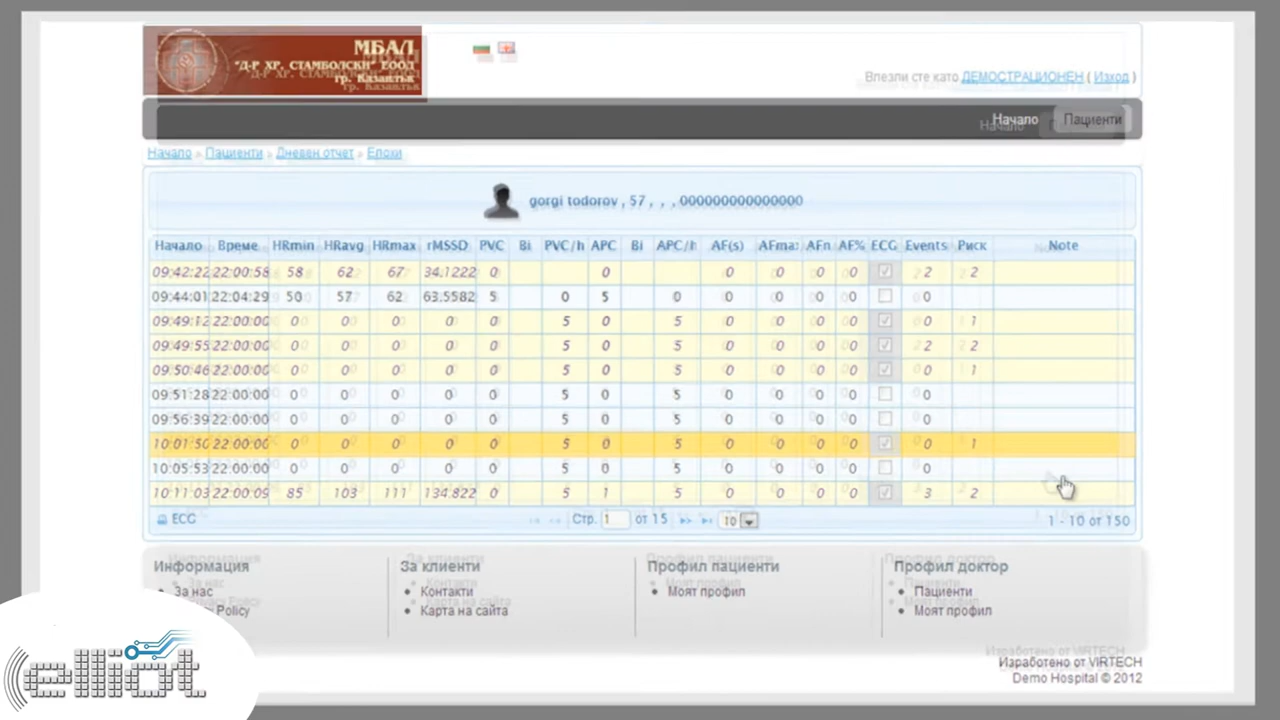 МБАЛ
"Д-Р ХР. СТАМБОЛСКИ" ЕООД
гр. Казанлък
Влезли сте като ДЕМОСТРАЦИОНЕН ( Изход )
Начало Пациенти
Начало » Пациенти » Дневен отчет » Епохи
gorgi todorov , 57 , , , 000000000000000
Начало Време HRmin HRavg HRmax rMSSD PVC Bi PVC/h APC Bi APC/h AF(s) AFma: AFn AF% ECG Events Риск Note
09:42:22 22:00:58 58 62 67 34.1222 0 0 0 0 0 0 2 2
09:44:01 22:04:29 50 57 62 63.5582 5 0 5 0 0 0 0 0 0
09:49:12 22:00:00 0 0 0 0 0 5 0 5 0 0 0 0 0 1
09:49:55 22:00:00 0 0 0 0 0 5 0 5 0 0 0 0 2 2
09:50:46 22:00:00 0 0 0 0 0 5 0 5 0 0 0 0 0 1
09:51:28 22:00:00 0 0 0 0 0 5 0 5 0 0 0 0 0
09:56:39 22:00:00 0 0 0 0 0 5 0 5 0 0 0 0 0
10:01:50 22:00:00 0 0 0 0 0 5 0 5 0 0 0 0 0 1
10:05:53 22:00:00 0 0 0 0 0 5 0 5 0 0 0 0 0
10:11:03 22:00:09 85 103 111 134.822 0 5 1 5 0 0 0 0 3 2
ECG Стр. 1 от 15 10 1 - 10 от 150
Информация За клиенти Профил пациенти Профил доктор
За нас Контакти Моят профил Пациенти
Policy Карта на сайта Моят профил
Изработено от VIRTECH
Demo Hospital © 2012
elliot